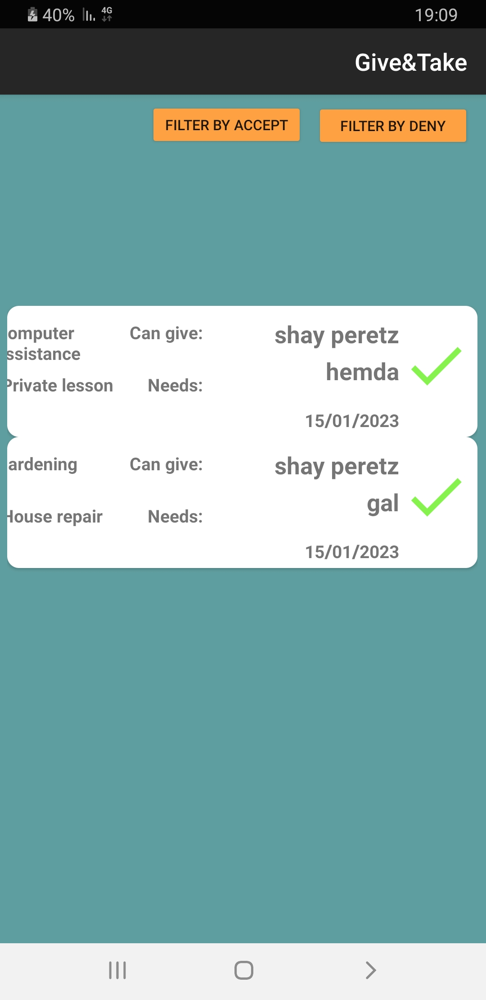 40% 4G 19:09
Give&Take
FILTER BY ACCEPT FILTER BY DENY
omputer Can give: shay peretz
ssistance
hemda
Private lesson Needs:
15/01/2023
ardening Can give: shay peretz
gal
House repair Needs:
15/01/2023